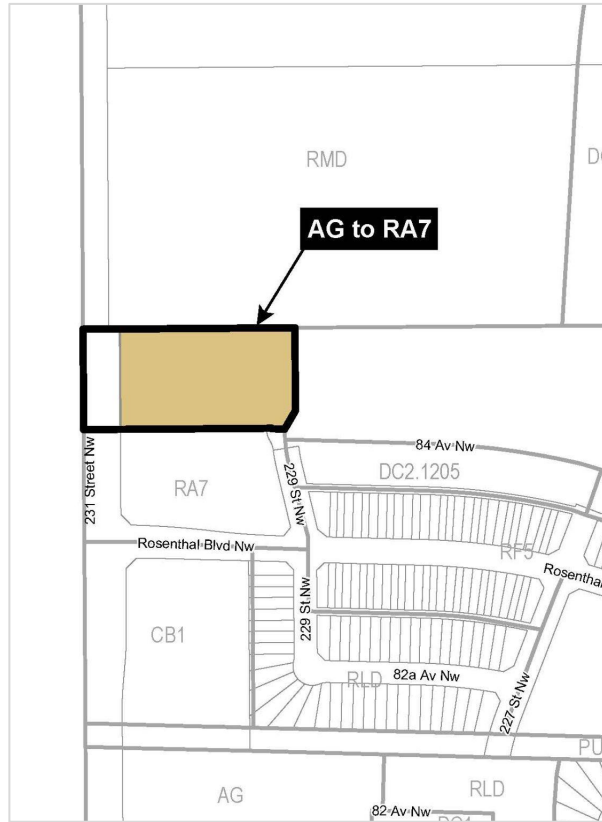 RMD
AG to RA7
231 Street Nw
84 Av Nw
229 St Nw
DC2.1205
RA7
Rosenthal Blvd Nw
RF5
Rosenthal
229 St Nw
CB1
RLD
82a Av Nw
227 St Nw
PU
AG
RLD
82 Av Nw